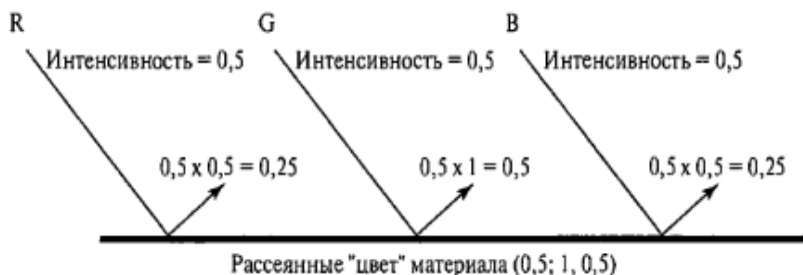 R G B
Интенсивность = 0,5 Интенсивность = 0,5 Интенсивность = 0,5
0,5 x 0,5 = 0,25 0,5 x 1 = 0,5 0,5 x 0,5 = 0,25
Рассеянные "цвет" материала (0,5; 1, 0,5)